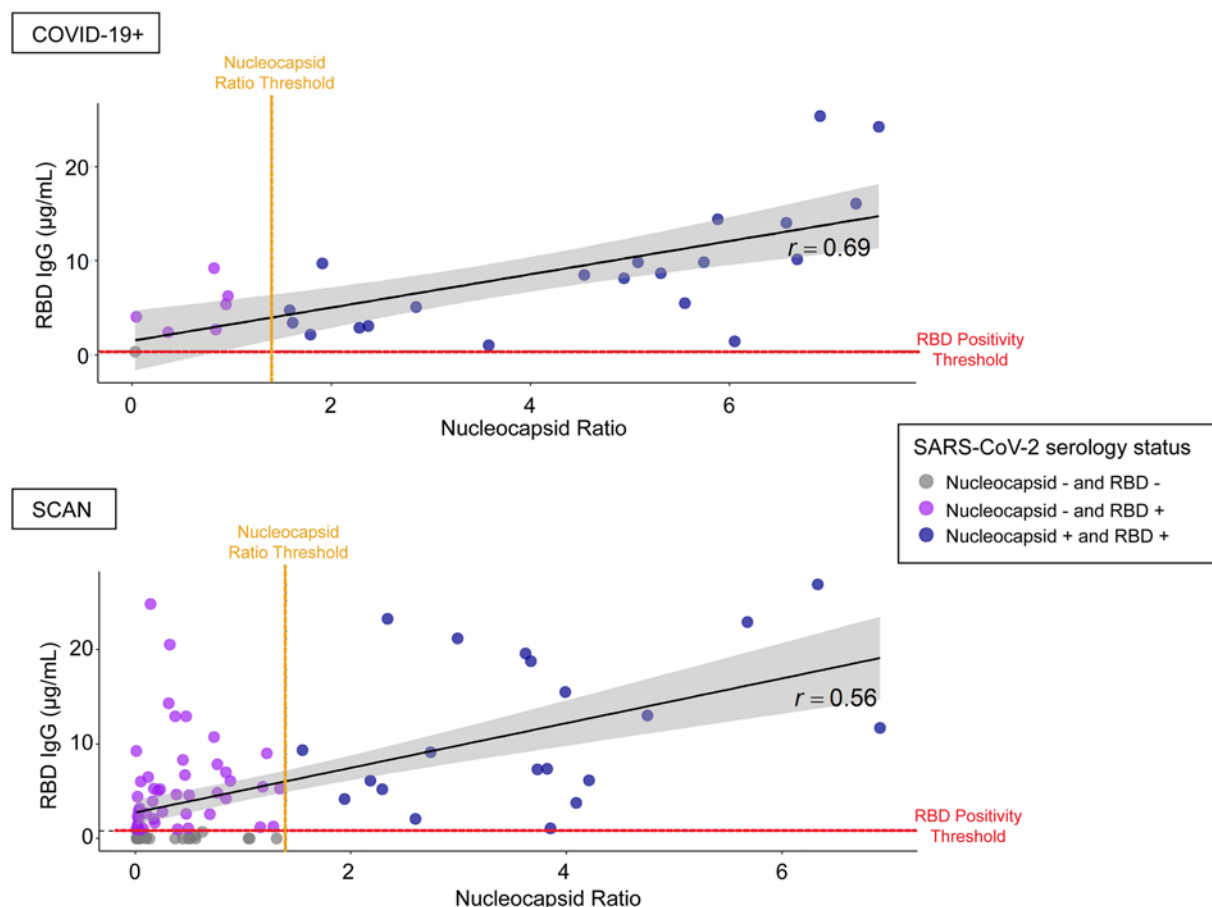 COVID-19+
Nucleocapsid
Ratio Threshold
RBD IgG (µg/mL)
20
10
0
r = 0.69
RBD Positivity
Threshold
0 2 4 6
Nucleocapsid Ratio
SARS-CoV-2 serology status
Nucleocapsid - and RBD -
Nucleocapsid - and RBD +
Nucleocapsid + and RBD +
SCAN
Nucleocapsid
Ratio Threshold
RBD IgG (µg/mL)
20
10
0
r = 0.56
RBD Positivity
Threshold
0 2 4 6
Nucleocapsid Ratio